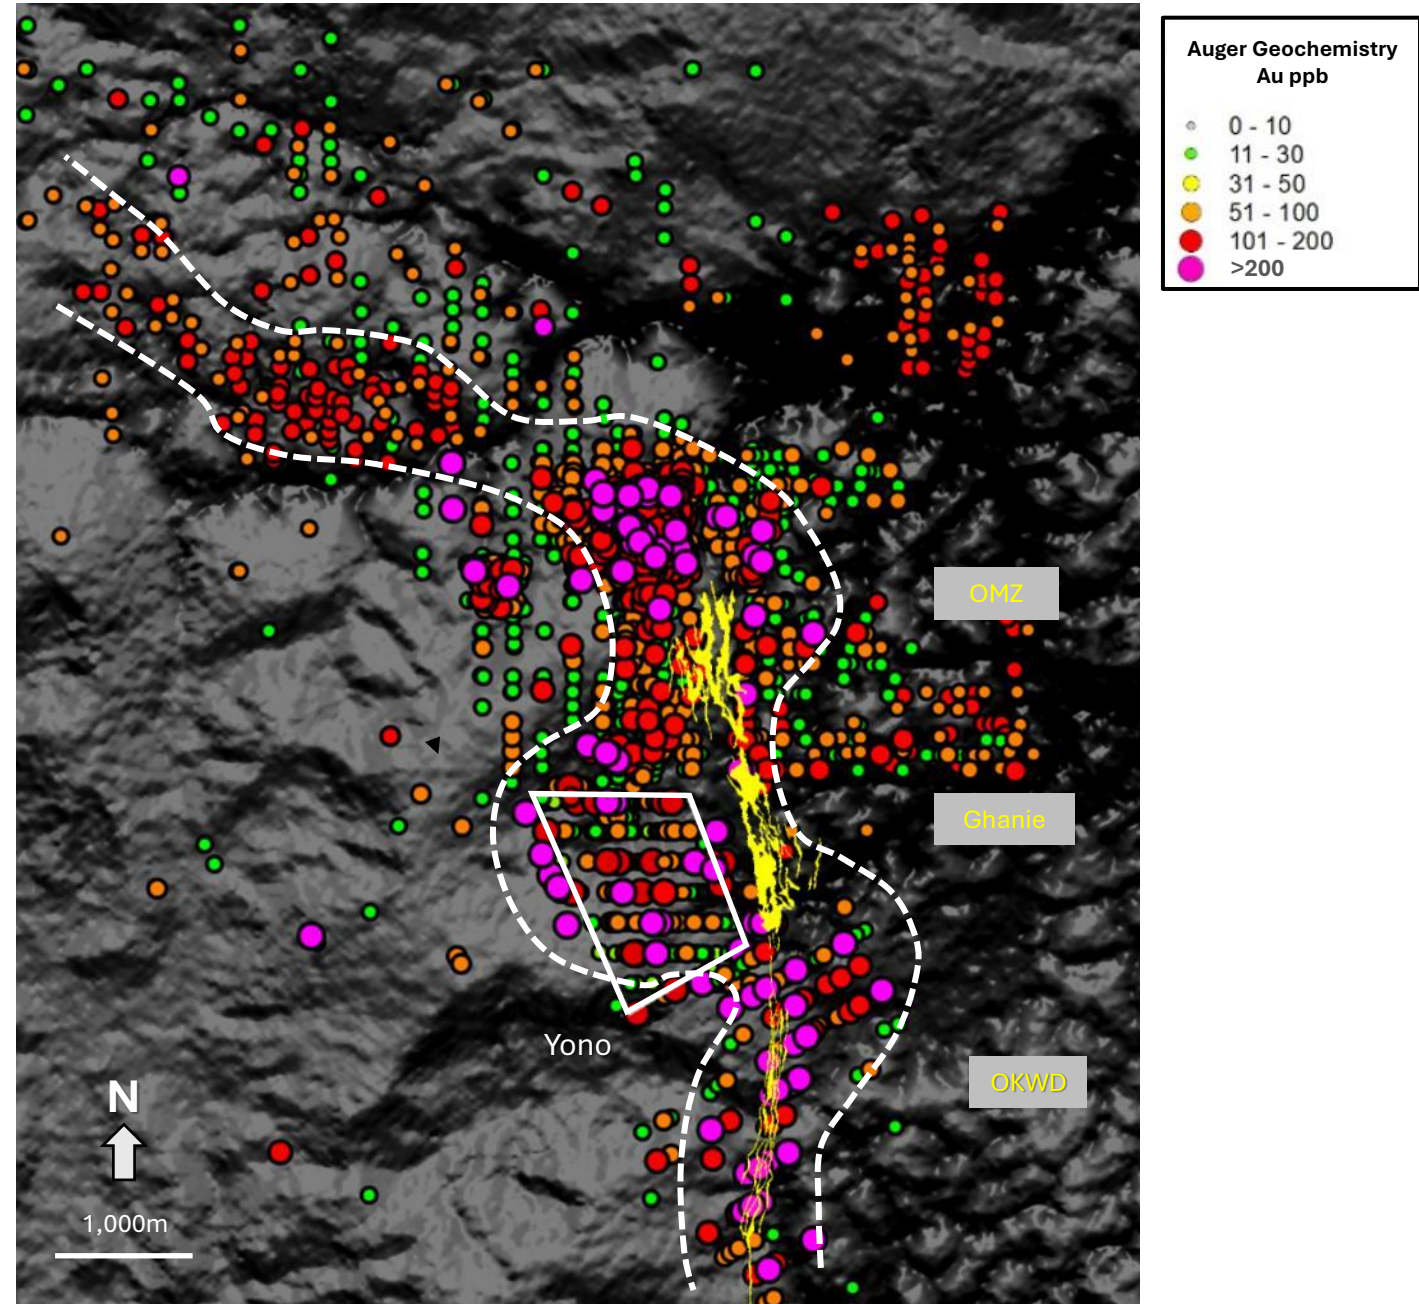 Auger Geochemistry
Au ppb
0 - 10
11 - 30
31 - 50
51 - 100
101 - 200
>200
OMZ
Ghanie
Yono
OKWD
N
1,000m